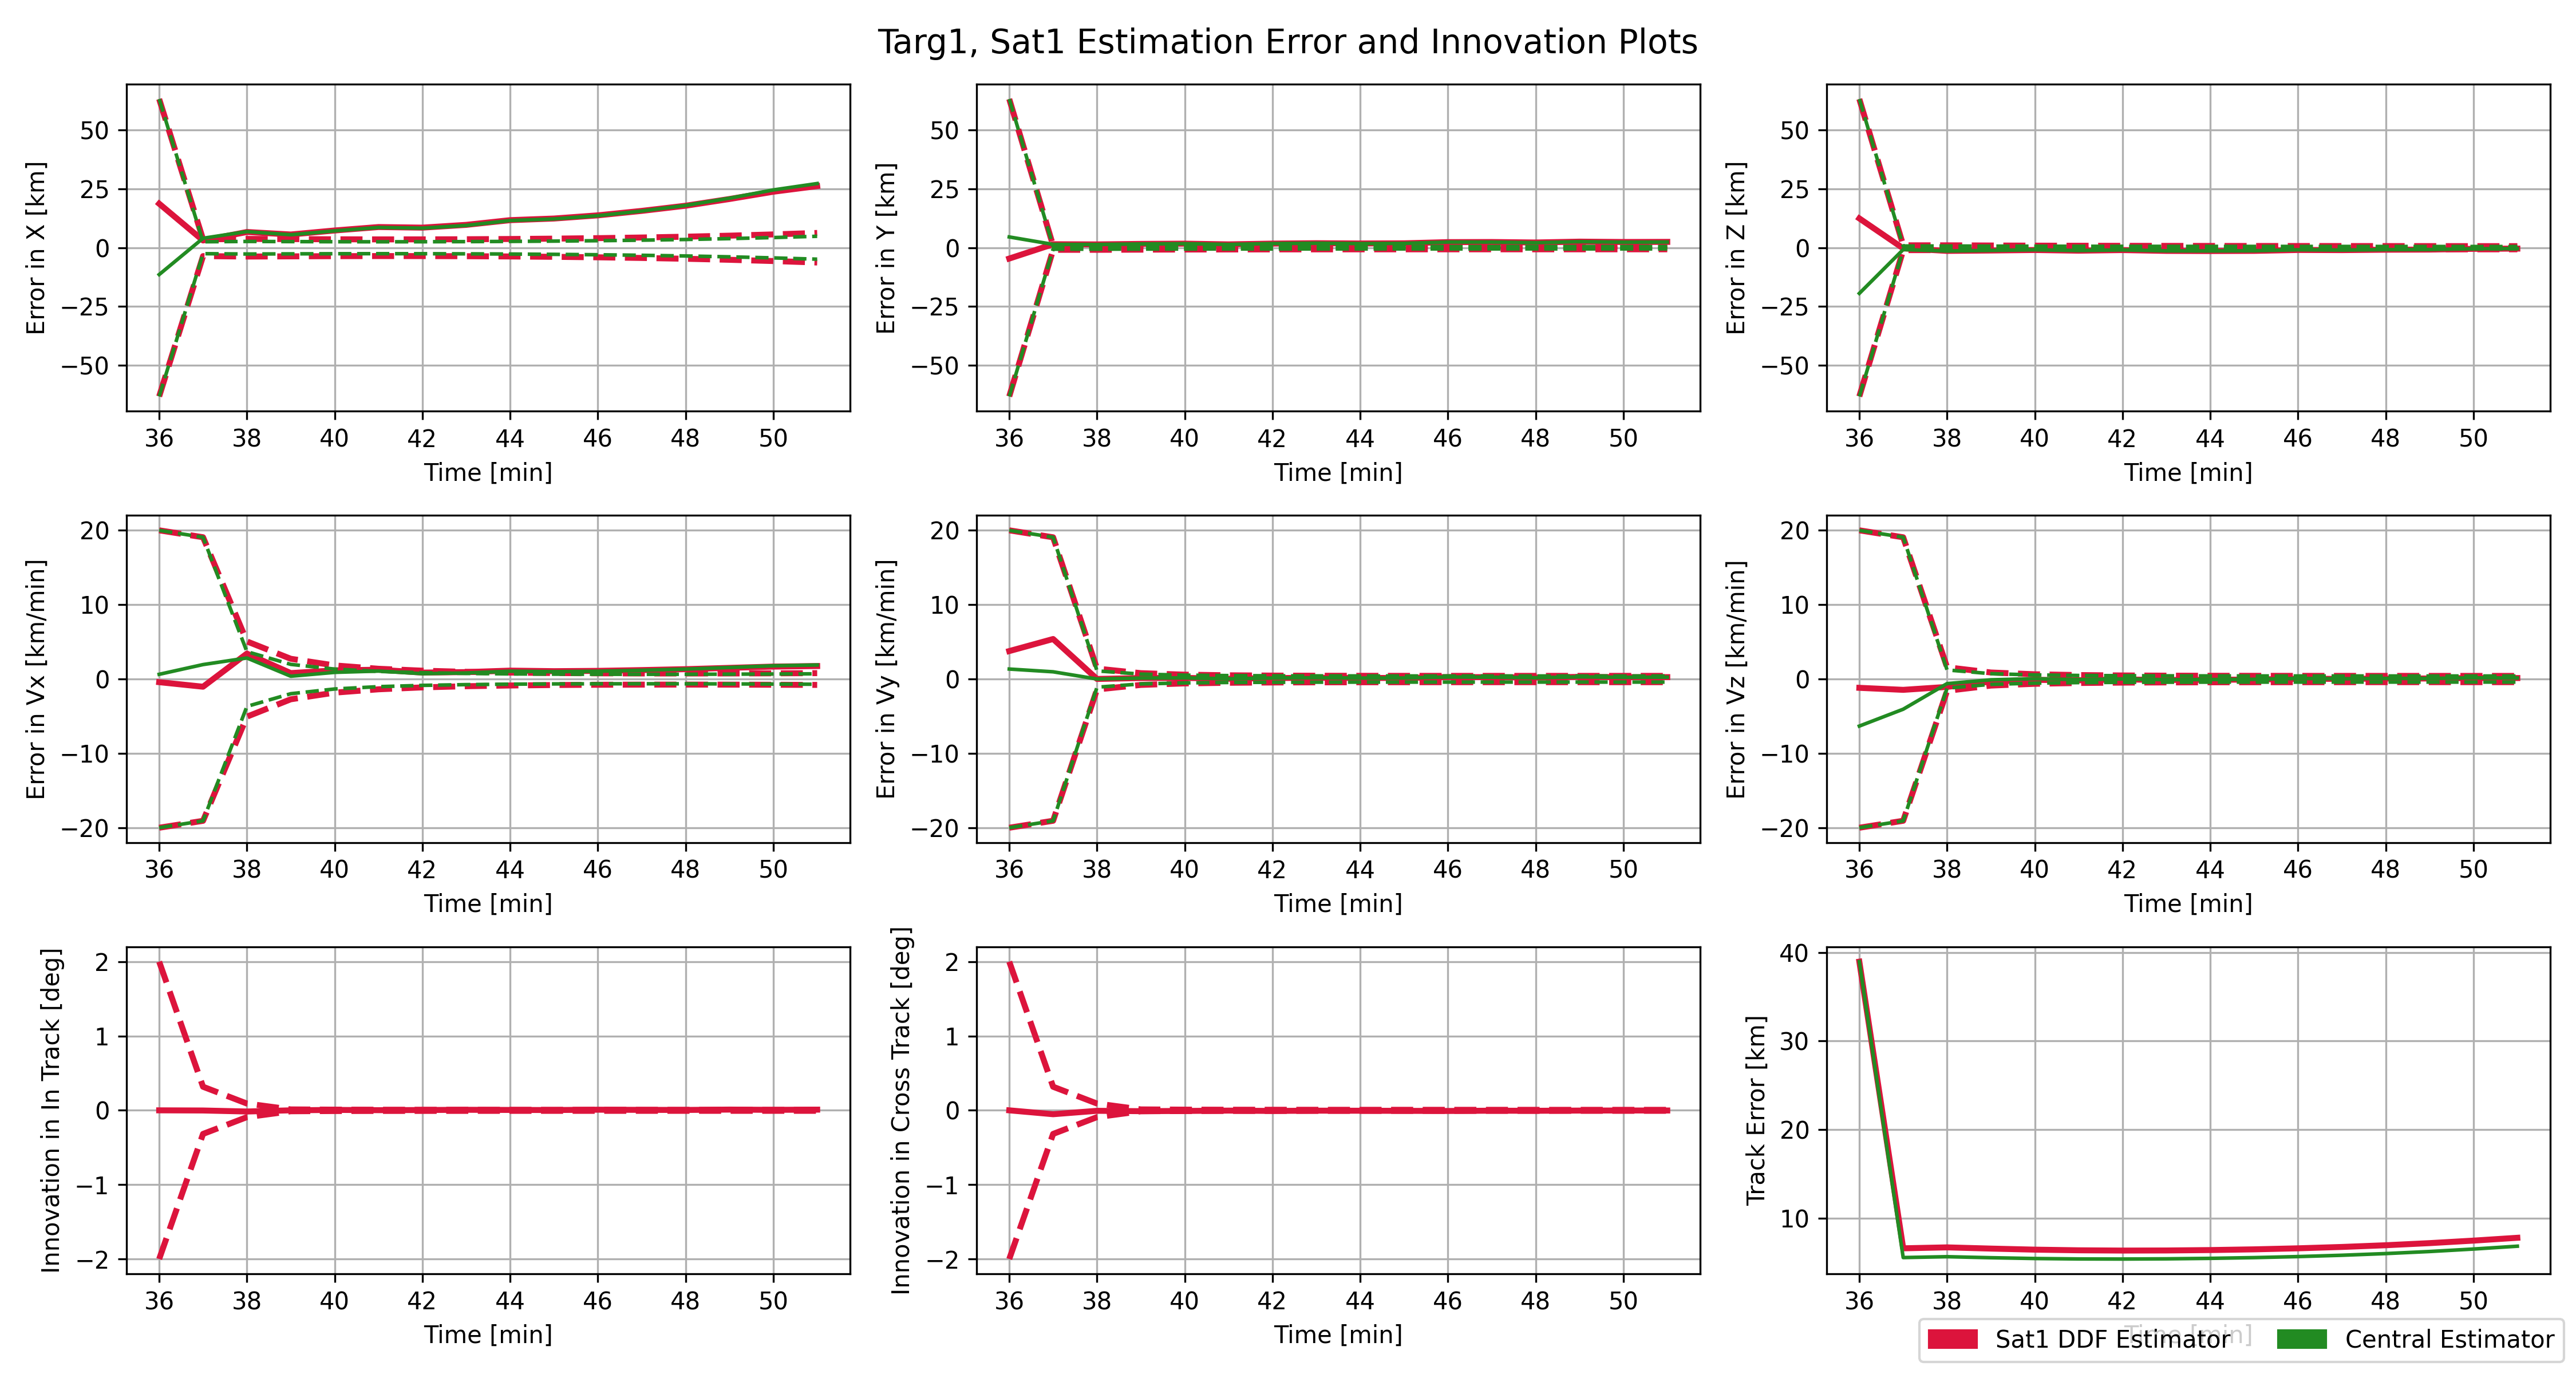 Targ1, Sat1 Estimation Error and Innovation Plots
Error in X [km]
50
25
0
−25
−50
36 38 40 42 44 46 48 50
Time [min]
Error in Y [km]
50
25
0
−25
−50
36 38 40 42 44 46 48 50
Time [min]
Error in Z [km]
50
25
0
−25
−50
36 38 40 42 44 46 48 50
Time [min]
Error in Vx [km/min]
20
10
0
−10
−20
36 38 40 42 44 46 48 50
Time [min]
Error in Vy [km/min]
20
10
0
−10
−20
36 38 40 42 44 46 48 50
Time [min]
Error in Vz [km/min]
20
10
0
−10
−20
36 38 40 42 44 46 48 50
Time [min]
Innovation in In Track [deg]
2
1
0
−1
−2
36 38 40 42 44 46 48 50
Time [min]
Innovation in Cross Track [deg]
2
1
0
−1
−2
36 38 40 42 44 46 48 50
Time [min]
Track Error [km]
40
30
20
10
36 38 40 42 44 46 48 50
Time [min]
Sat1 DDF Estimator
Central Estimator